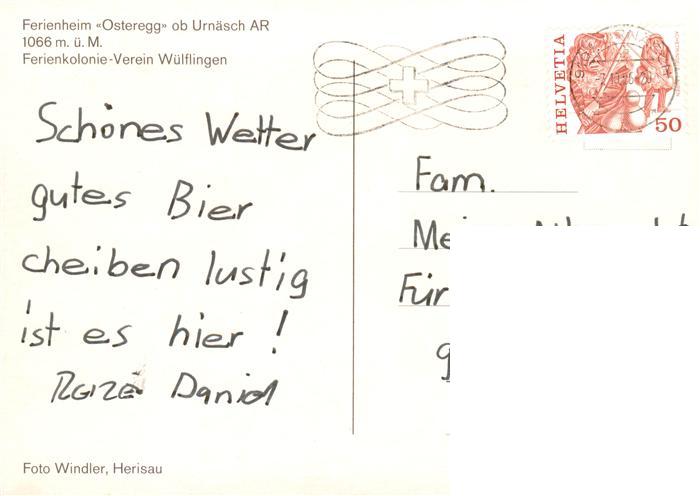 Ferienheim «Osteregg» ob Urnäsch AR
1066 m. ü. M.
Ferienkolonie-Verein Wülflingen
HELVETIA
50
Schönes Wetter
gutes Bier
cheiben lustig
ist es hier !
Daniel
Fam.
Für
Foto Windler, Herisau